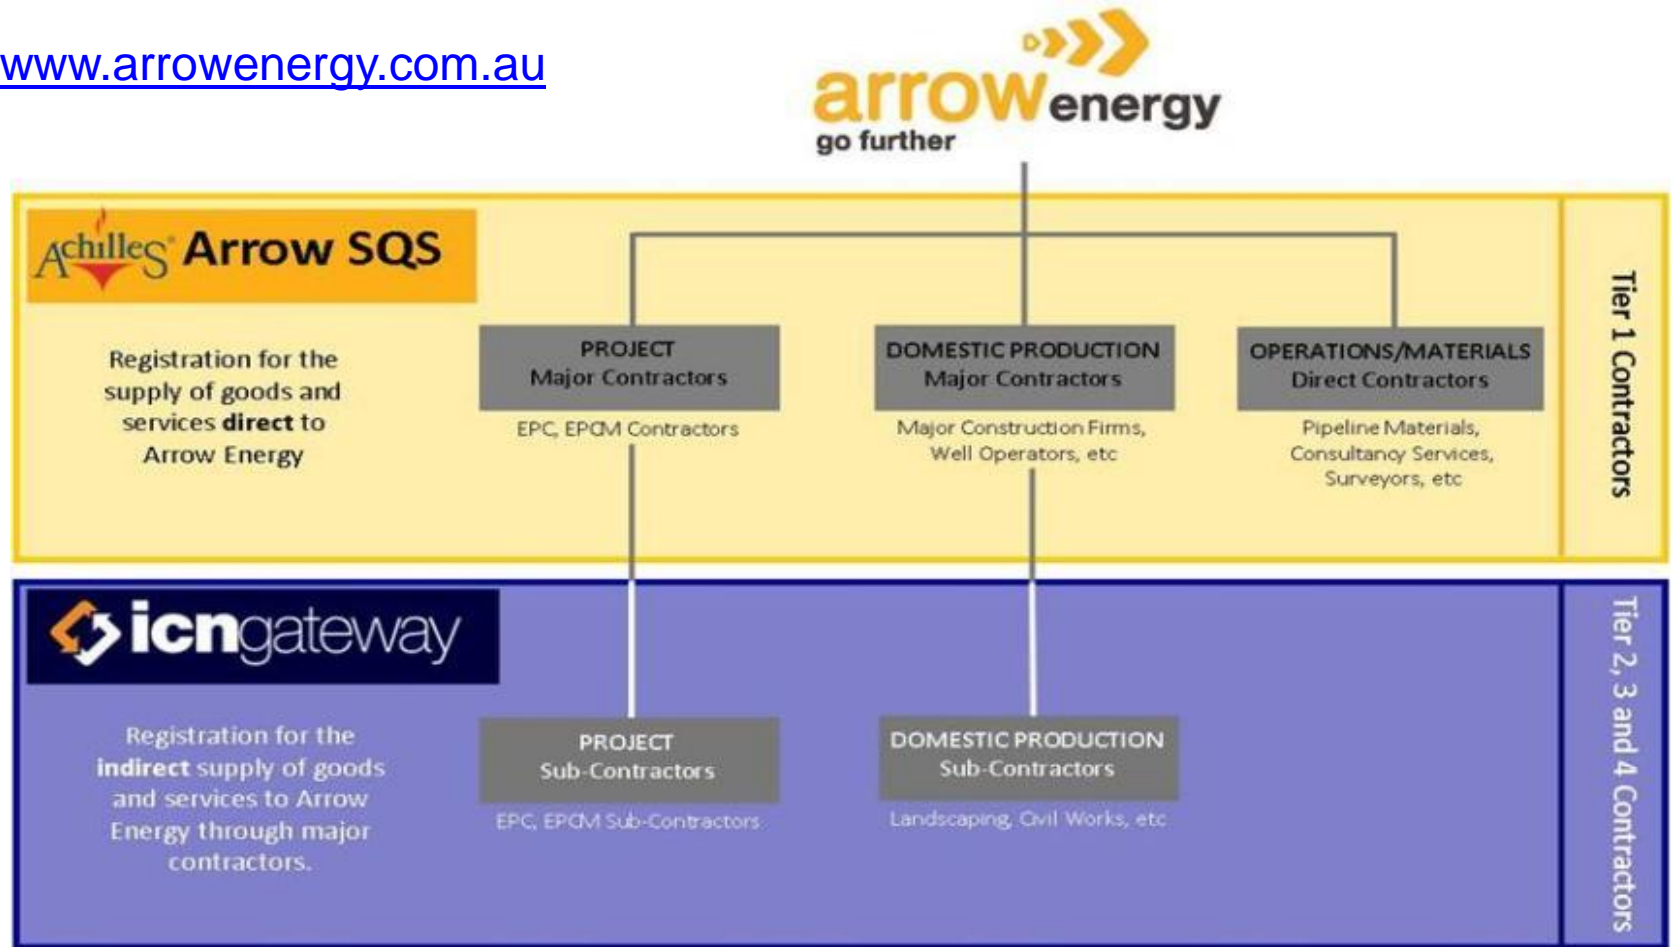 www.arrowenergy.com.au
arrowenergy
go further
Achilles® Arrow SQS
Registration for the
supply of goods and
services direct to
Arrow Energy
PROJECT
Major Contractors
EPC, EPCM Contractors
DOMESTIC PRODUCTION
Major Contractors
Major Construction Firms,
Well Operators, etc
OPERATIONS/MATERIALS
Direct Contractors
Pipeline Materials,
Consultancy Services,
Surveyors, etc
Tier 1 Contractors
icngateway
Registration for the
indirect supply of goods
and services to Arrow
Energy through major
contractors.
PROJECT
Sub-Contractors
EPC, EPCM Sub-Contractors
DOMESTIC PRODUCTION
Sub-Contractors
Landscaping, Civil Works, etc
Tier 2, 3 and 4 Contractors